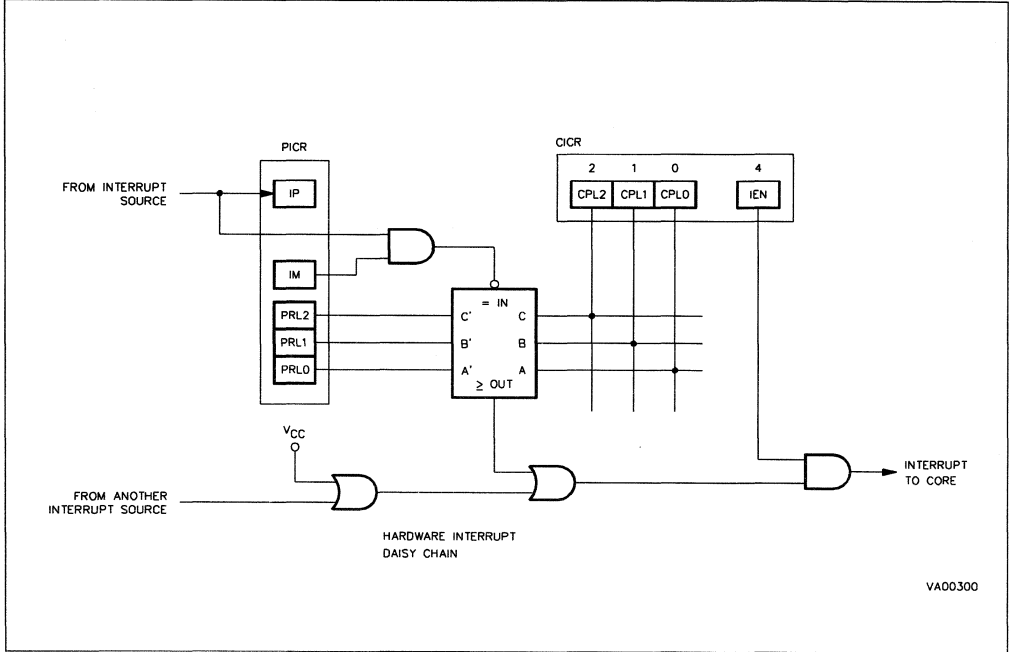 PICR
CICR
2 1 0 4
CPL2 CPL1 CPL0 IEN
FROM INTERRUPT
SOURCE
IP
IM
PRL2
PRL1
PRL0
= IN
C' C
B' B
A' A
≥ OUT
VCC
FROM ANOTHER
INTERRUPT SOURCE
INTERRUPT
TO CORE
HARDWARE INTERRUPT
DAISY CHAIN
VA00300